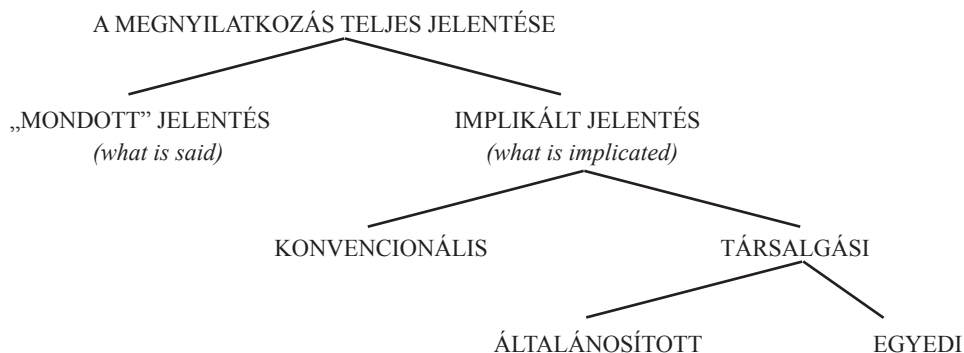 A MEGNYILATKOZÁS TELJES JELENTÉSE
„MONDOTT” JELENTÉS
(what is said)
IMPLIKÁLT JELENTÉS
(what is implicated)
KONVENCIONÁLIS
TÁRSALGÁSI
ÁLTALÁNOSÍTOTT
EGYEDI